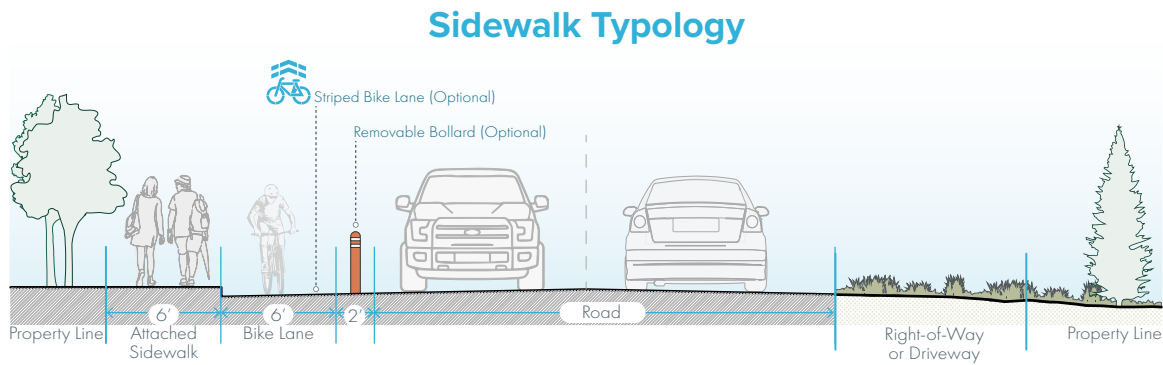 Sidewalk Typology
Striped Bike Lane (Optional)
Removable Bollard (Optional)
6’
6’
2’
Road
Property Line
Attached
Sidewalk
Bike Lane
Right-of-Way
or Driveway
Property Line